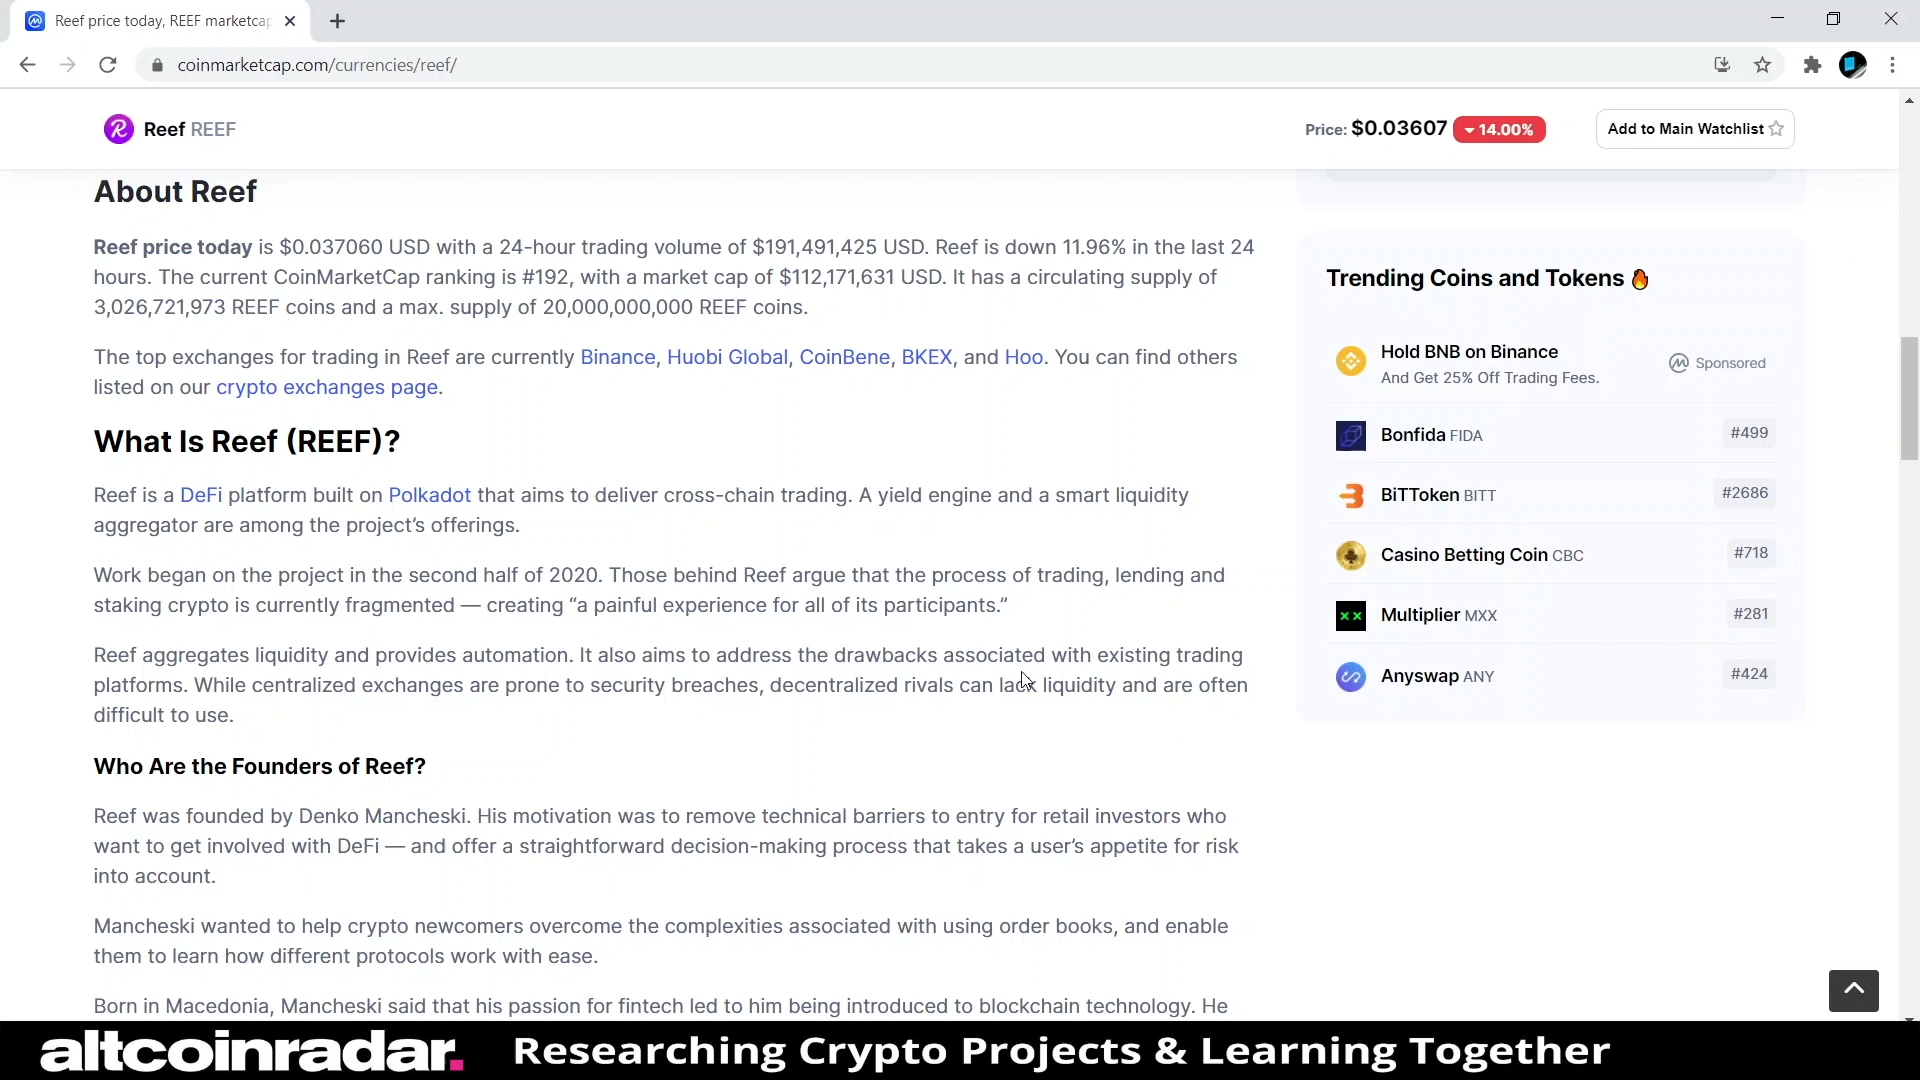 Reef price today, REEF marketcap
coinmarketcap.com/currencies/reef/
Reef REEF
Price: $0.03607 14.00%
Add to Main Watchlist
About Reef
Reef price today is $0.037060 USD with a 24-hour trading volume of $191,491,425 USD. Reef is down 11.96% in the last 24
hours. The current CoinMarketCap ranking is #192, with a market cap of $112,171,631 USD. It has a circulating supply of
3,026,721,973 REEF coins and a max. supply of 20,000,000,000 REEF coins.
The top exchanges for trading in Reef are currently Binance, Huobi Global, CoinBene, BKEX, and Hoo. You can find others
listed on our crypto exchanges page.
What Is Reef (REEF)?
Reef is a DeFi platform built on Polkadot that aims to deliver cross-chain trading. A yield engine and a smart liquidity
aggregator are among the project’s offerings.
Work began on the project in the second half of 2020. Those behind Reef argue that the process of trading, lending and
staking crypto is currently fragmented — creating “a painful experience for all of its participants.”
Reef aggregates liquidity and provides automation. It also aims to address the drawbacks associated with existing trading
platforms. While centralized exchanges are prone to security breaches, decentralized rivals can lack liquidity and are often
difficult to use.
Who Are the Founders of Reef?
Reef was founded by Denko Mancheski. His motivation was to remove technical barriers to entry for retail investors who
want to get involved with DeFi — and offer a straightforward decision-making process that takes a user’s appetite for risk
into account.
Mancheski wanted to help crypto newcomers overcome the complexities associated with using order books, and enable
them to learn how different protocols work with ease.
Born in Macedonia, Mancheski said that his passion for fintech led to him being introduced to blockchain technology. He
Trending Coins and Tokens
Hold BNB on Binance
And Get 25% Off Trading Fees.
Sponsored
Bonfida FIDA #499
BiTToken BITT #2686
Casino Betting Coin CBC #718
Multiplier MXX #281
Anyswap ANY #424
altcoinradar. Researching Crypto Projects & Learning Together